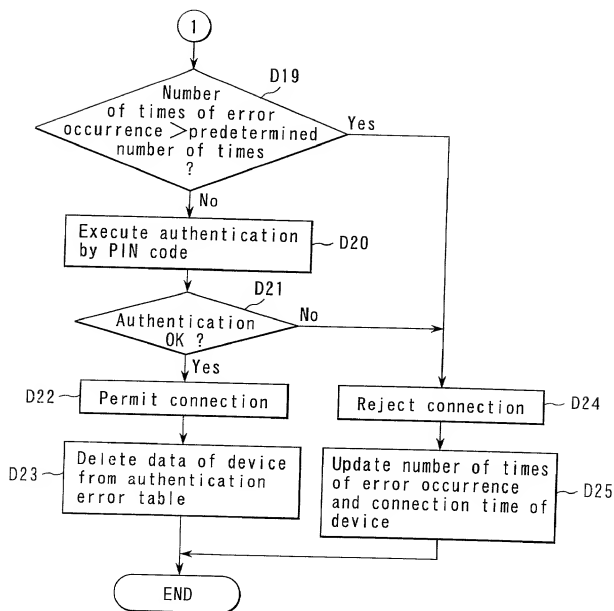 1
D19
Number
of times of error
occurrence > predetermined
number of times
?
Yes
No
Execute authentication
by PIN code
D20
D21
Authentication
OK ?
No
Yes
D22
Permit connection
Reject connection
D24
D23
Delete data of device
from authentication
error table
Update number of times
of error occurrence
and connection time of
device
D25
END